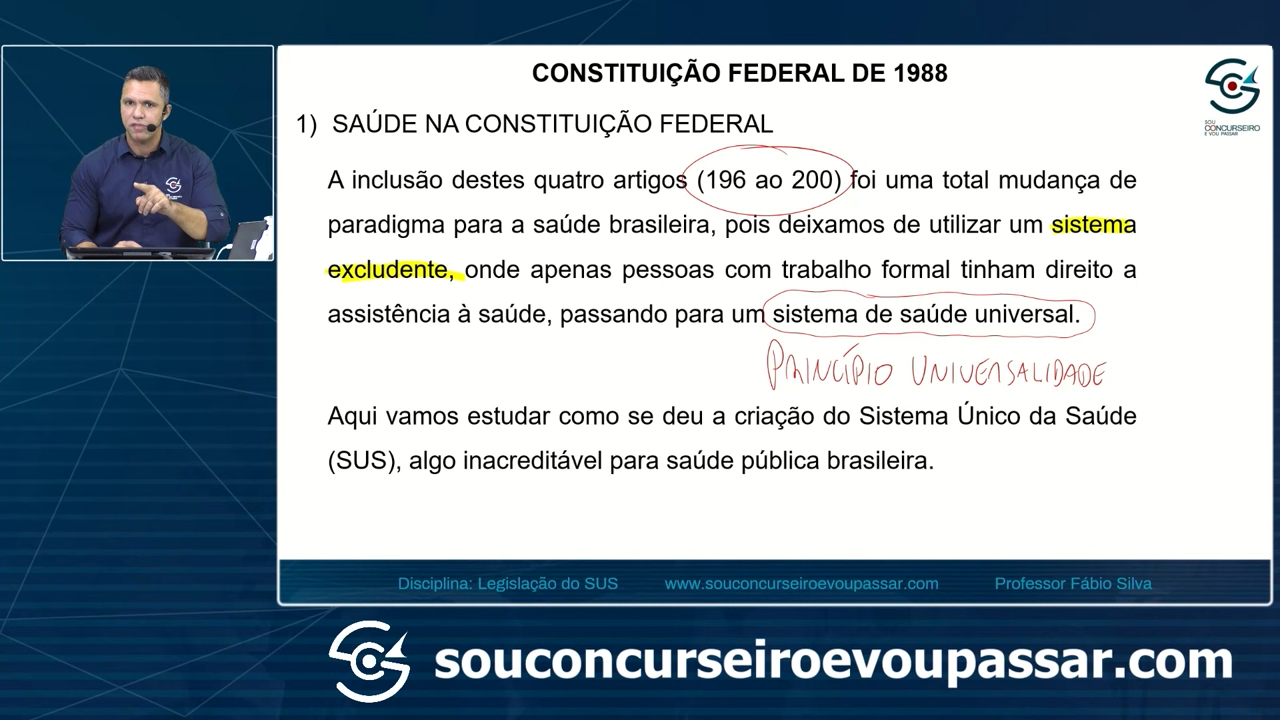 CONSTITUIÇÃO FEDERAL DE 1988
1) SAÚDE NA CONSTITUIÇÃO FEDERAL
A inclusão destes quatro artigos (196 ao 200) foi uma total mudança de
paradigma para a saúde brasileira, pois deixamos de utilizar um sistema
excludente, onde apenas pessoas com trabalho formal tinham direito a
assistência à saúde, passando para um sistema de saúde universal.
PRINCÍPIO UNIVERSALIDADE
Aqui vamos estudar como se deu a criação do Sistema Único da Saúde
(SUS), algo inacreditável para saúde pública brasileira.
SOU
CONCURSEIRO
E VOU PASSAR
Disciplina: Legislação do SUS www.souconcurseiroevoupassar.com Professor Fábio Silva
souconcurseiroevoupassar.com